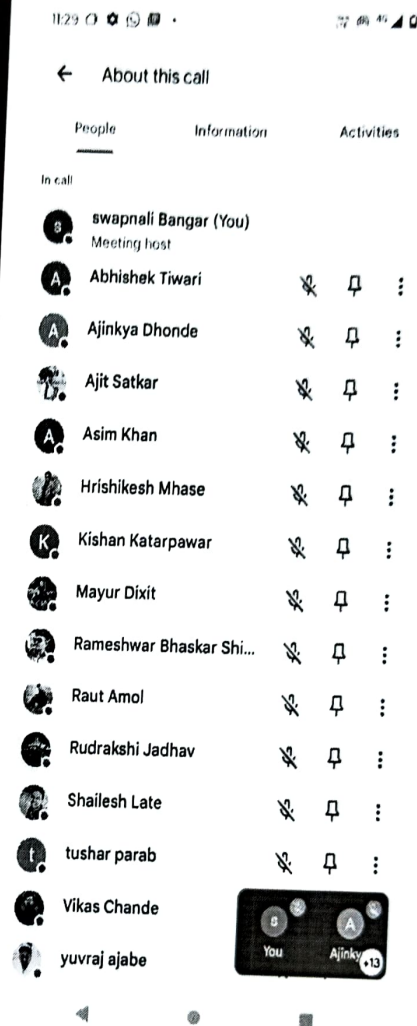 11:29
About this call
People Information Activities
In call
s swapnali Bangar (You)
Meeting host
A Abhishek Tiwari
A Ajinkya Dhonde
Ajit Satkar
A Asim Khan
Hrishikesh Mhase
K Kishan Katarpawar
Mayur Dixit
Rameshwar Bhaskar Shi...
Raut Amol
Rudrakshi Jadhav
Shailesh Late
t tushar parab
Vikas Chande
s A
You Ajinky +13
yuvraj ajabe